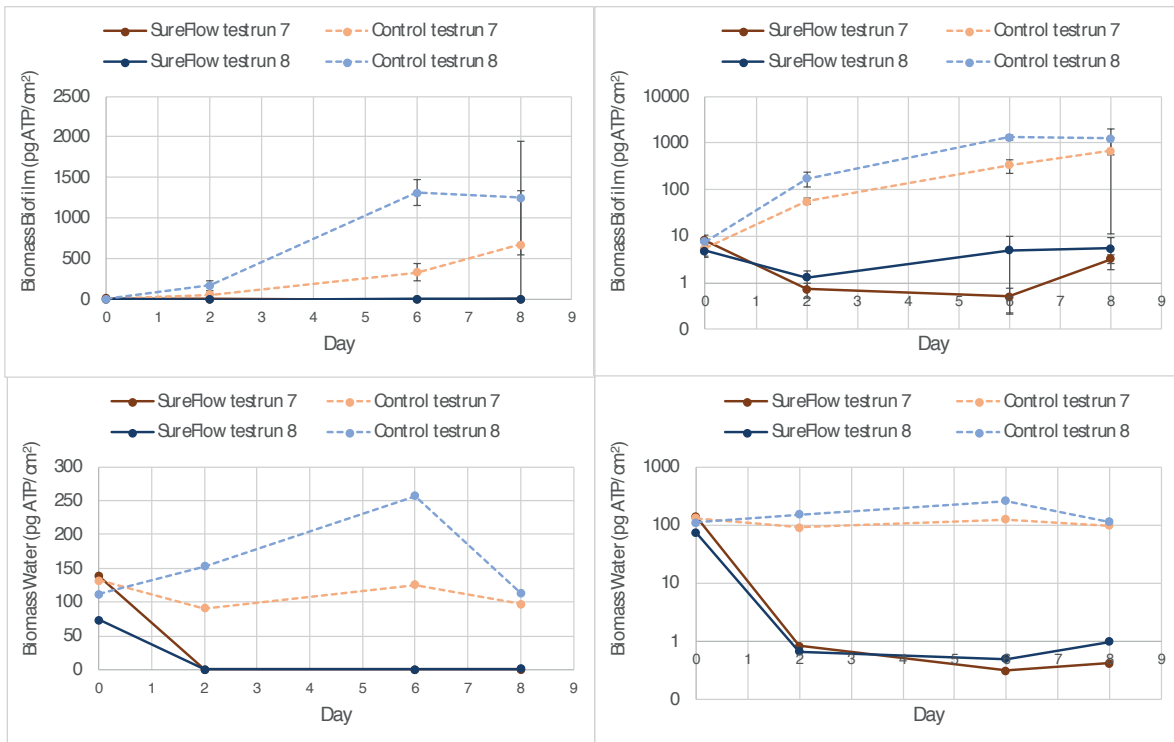 SureFlow testrun 7 Control testrun 7
SureFlow testrun 8 Control testrun 8
Biomass Biofilm (pg ATP/cm²)
2500
2000
1500
1000
500
0
0 1 2 3 4 5 6 7 8 9
Day
SureFlow testrun 7 Control testrun 7
SureFlow testrun 8 Control testrun 8
Biomass Biofilm (pg ATP/cm²)
10000
1000
100
10
1
0
0 1 2 3 4 5 6 7 8 9
Day
SureFlow testrun 7 Control testrun 7
SureFlow testrun 8 Control testrun 8
Biomass Water (pg ATP/cm²)
300
250
200
150
100
50
0
0 1 2 3 4 5 6 7 8 9
Day
SureFlow testrun 7 Control testrun 7
SureFlow testrun 8 Control testrun 8
Biomass Water (pg ATP/cm²)
1000
100
10
1
0
0 1 2 3 4 5 6 7 8 9
Day